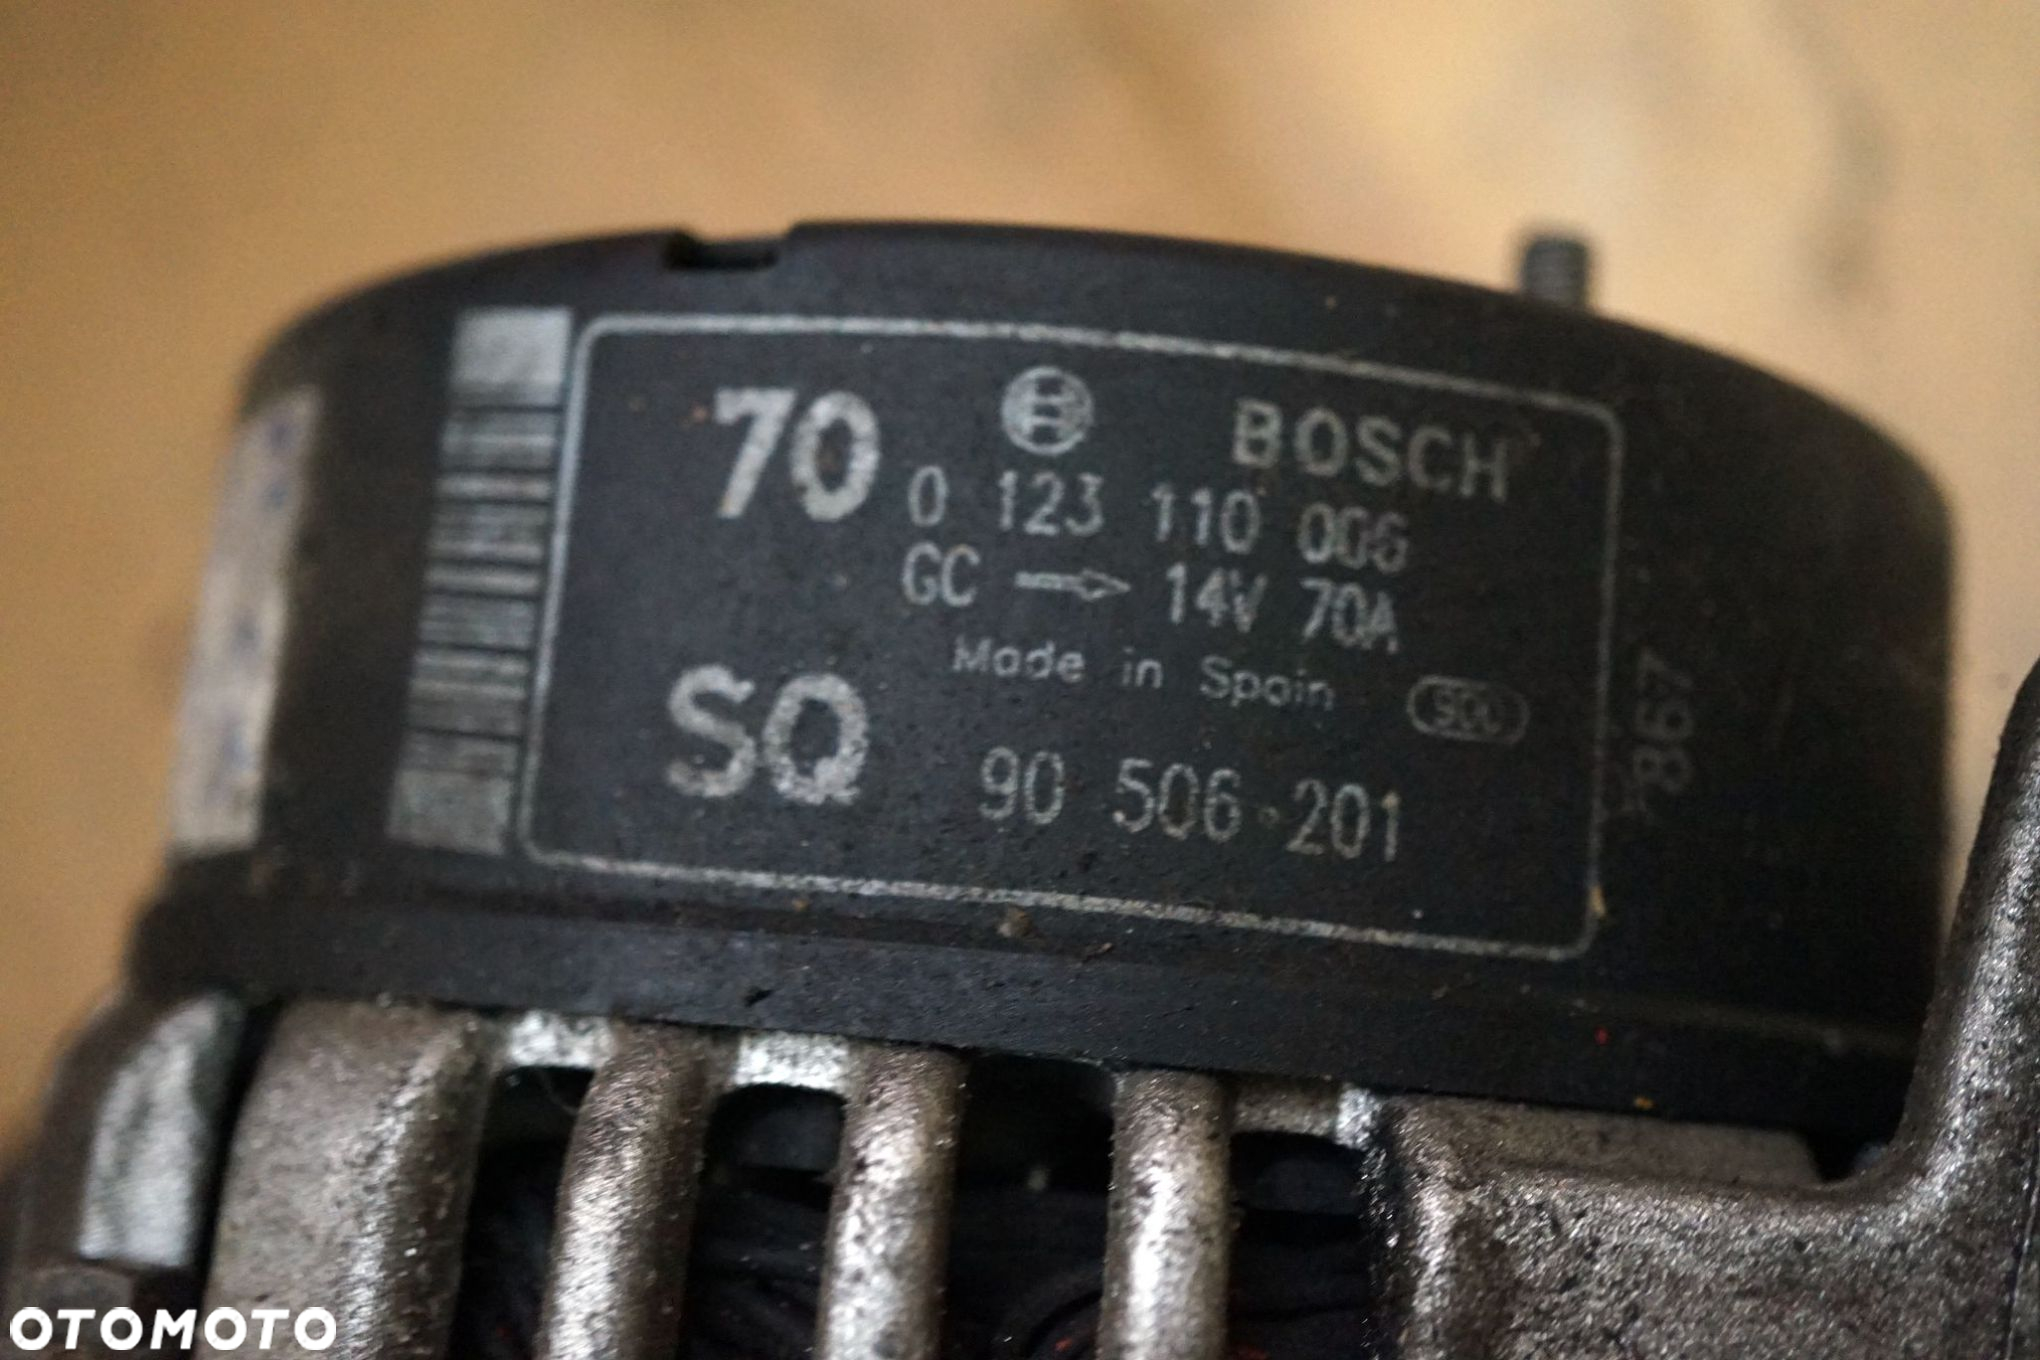 70 BOSCH
0 123 110 006
GC → 14V 70A
Made in Spain
SQ 90 506 201
867
OTOMOTO